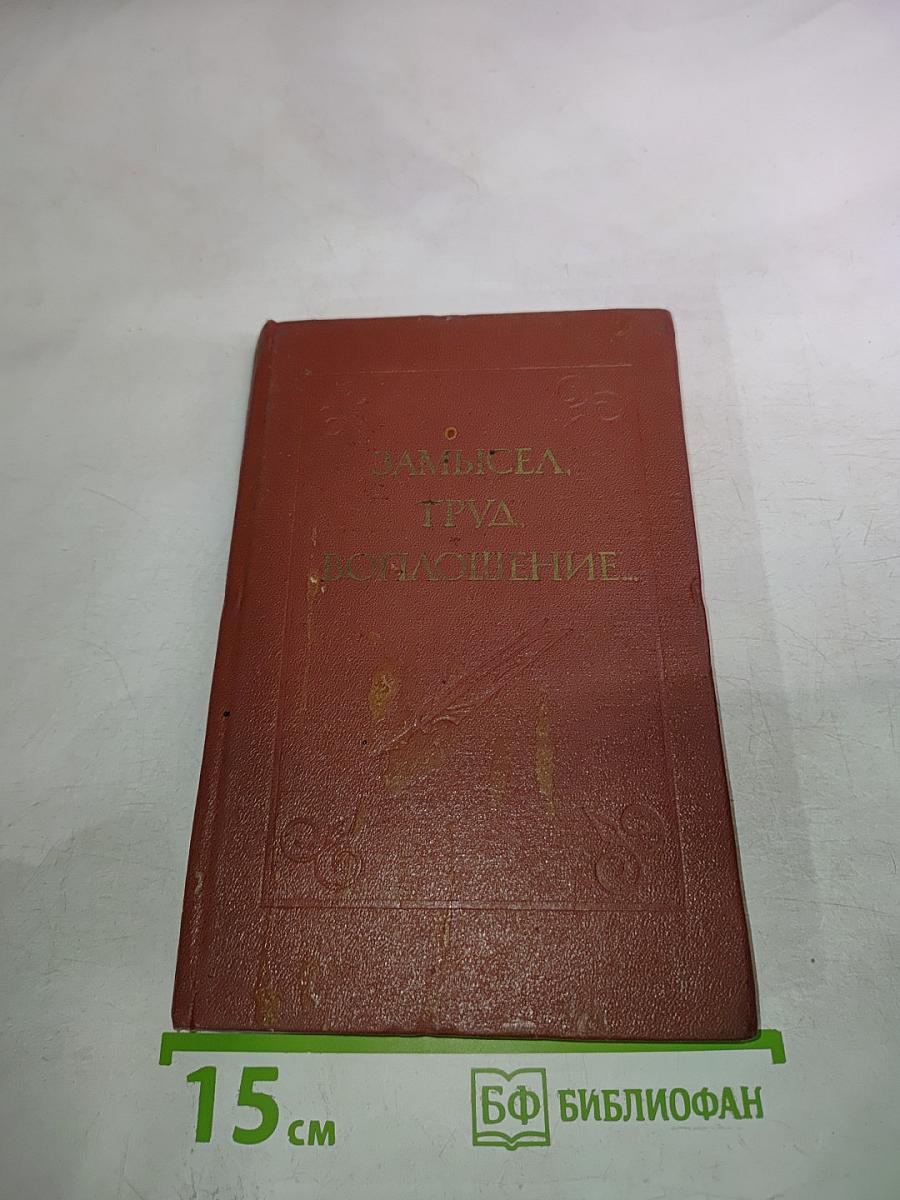 ЗАМЫСЕЛ,
ТРУД,
ВОПЛОЩЕНИЕ...
15 см
БФ БИБЛИОФАН